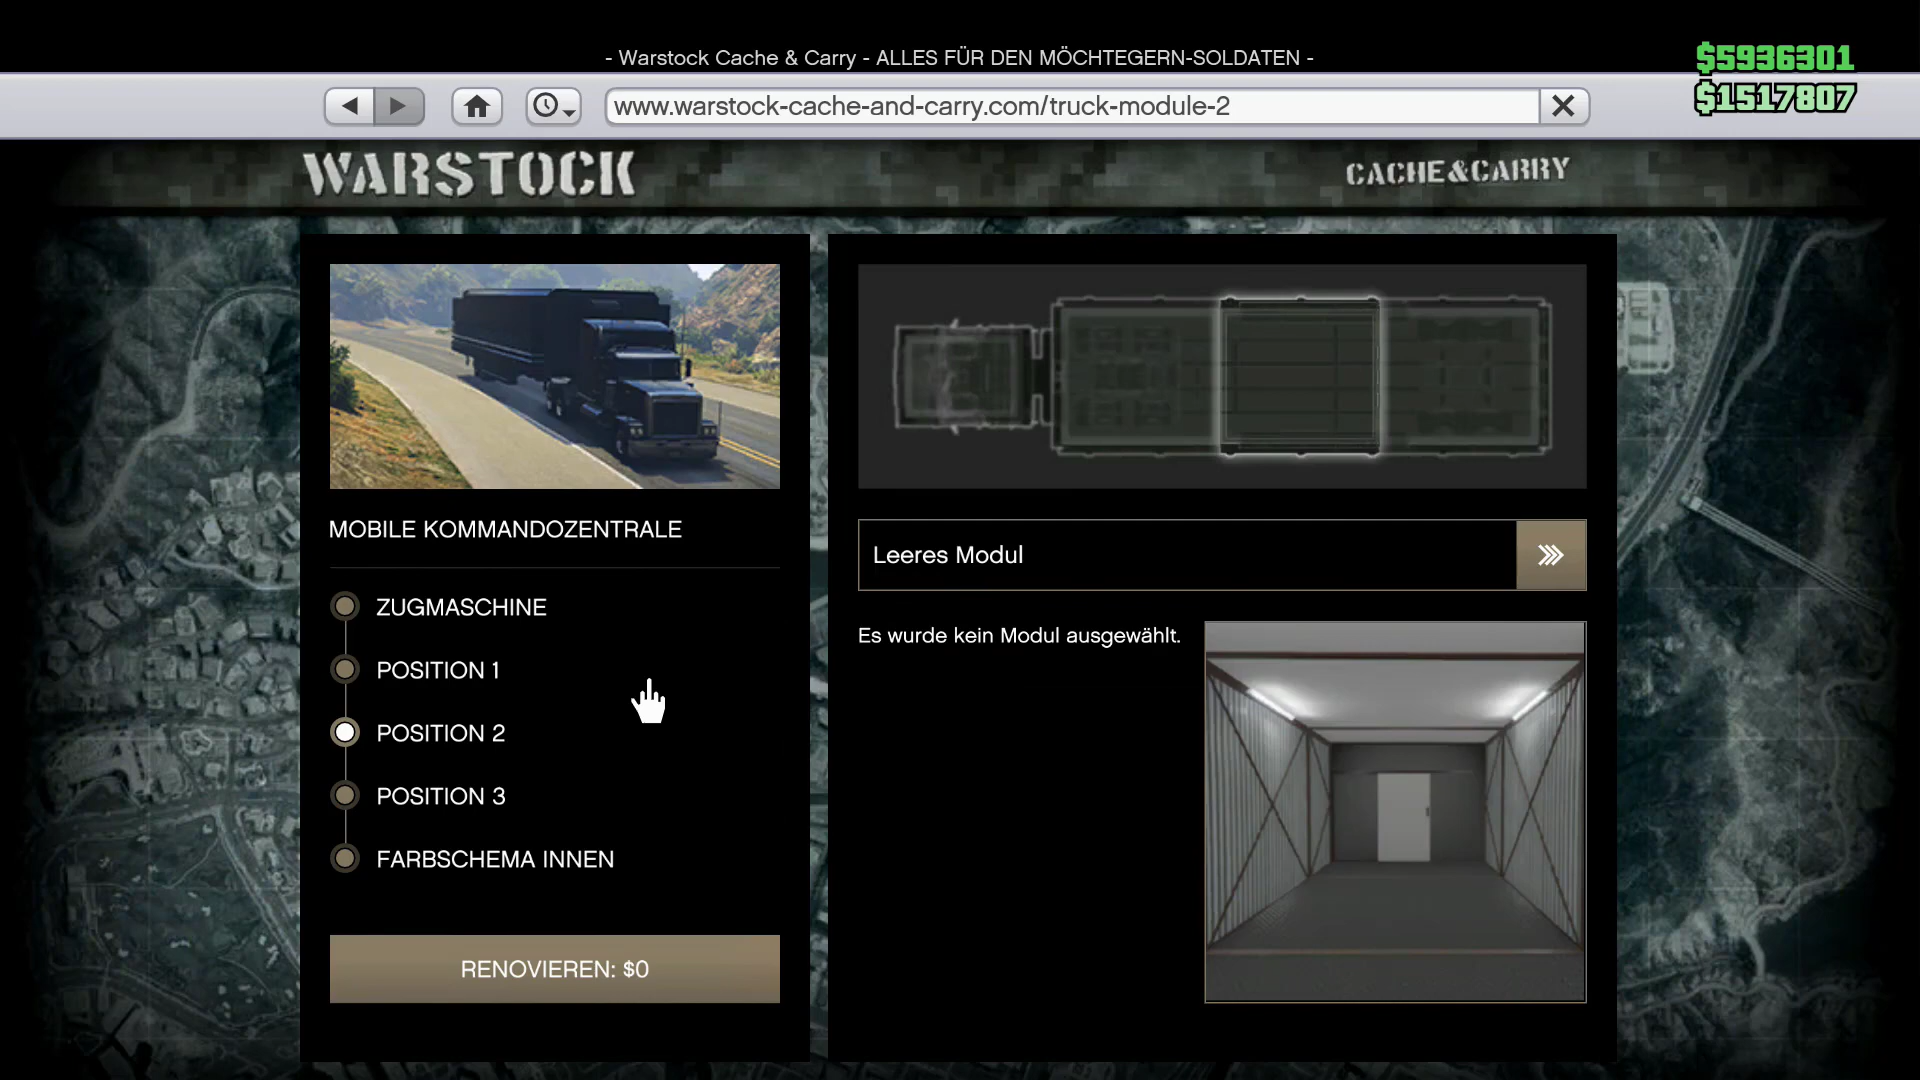 - Warstock Cache & Carry - ALLES FÜR DEN MÖCHTEGERN-SOLDATEN -
$5936301
www.warstock-cache-and-carry.com/truck-module-2
$1517807
WARSTOCK
CACHE&CARRY
MOBILE KOMMANDOZENTRALE
ZUGMASCHINE
POSITION 1
POSITION 2
POSITION 3
FARBSCHEMA INNEN
RENOVIEREN: $0
Leeres Modul
Es wurde kein Modul ausgewählt.